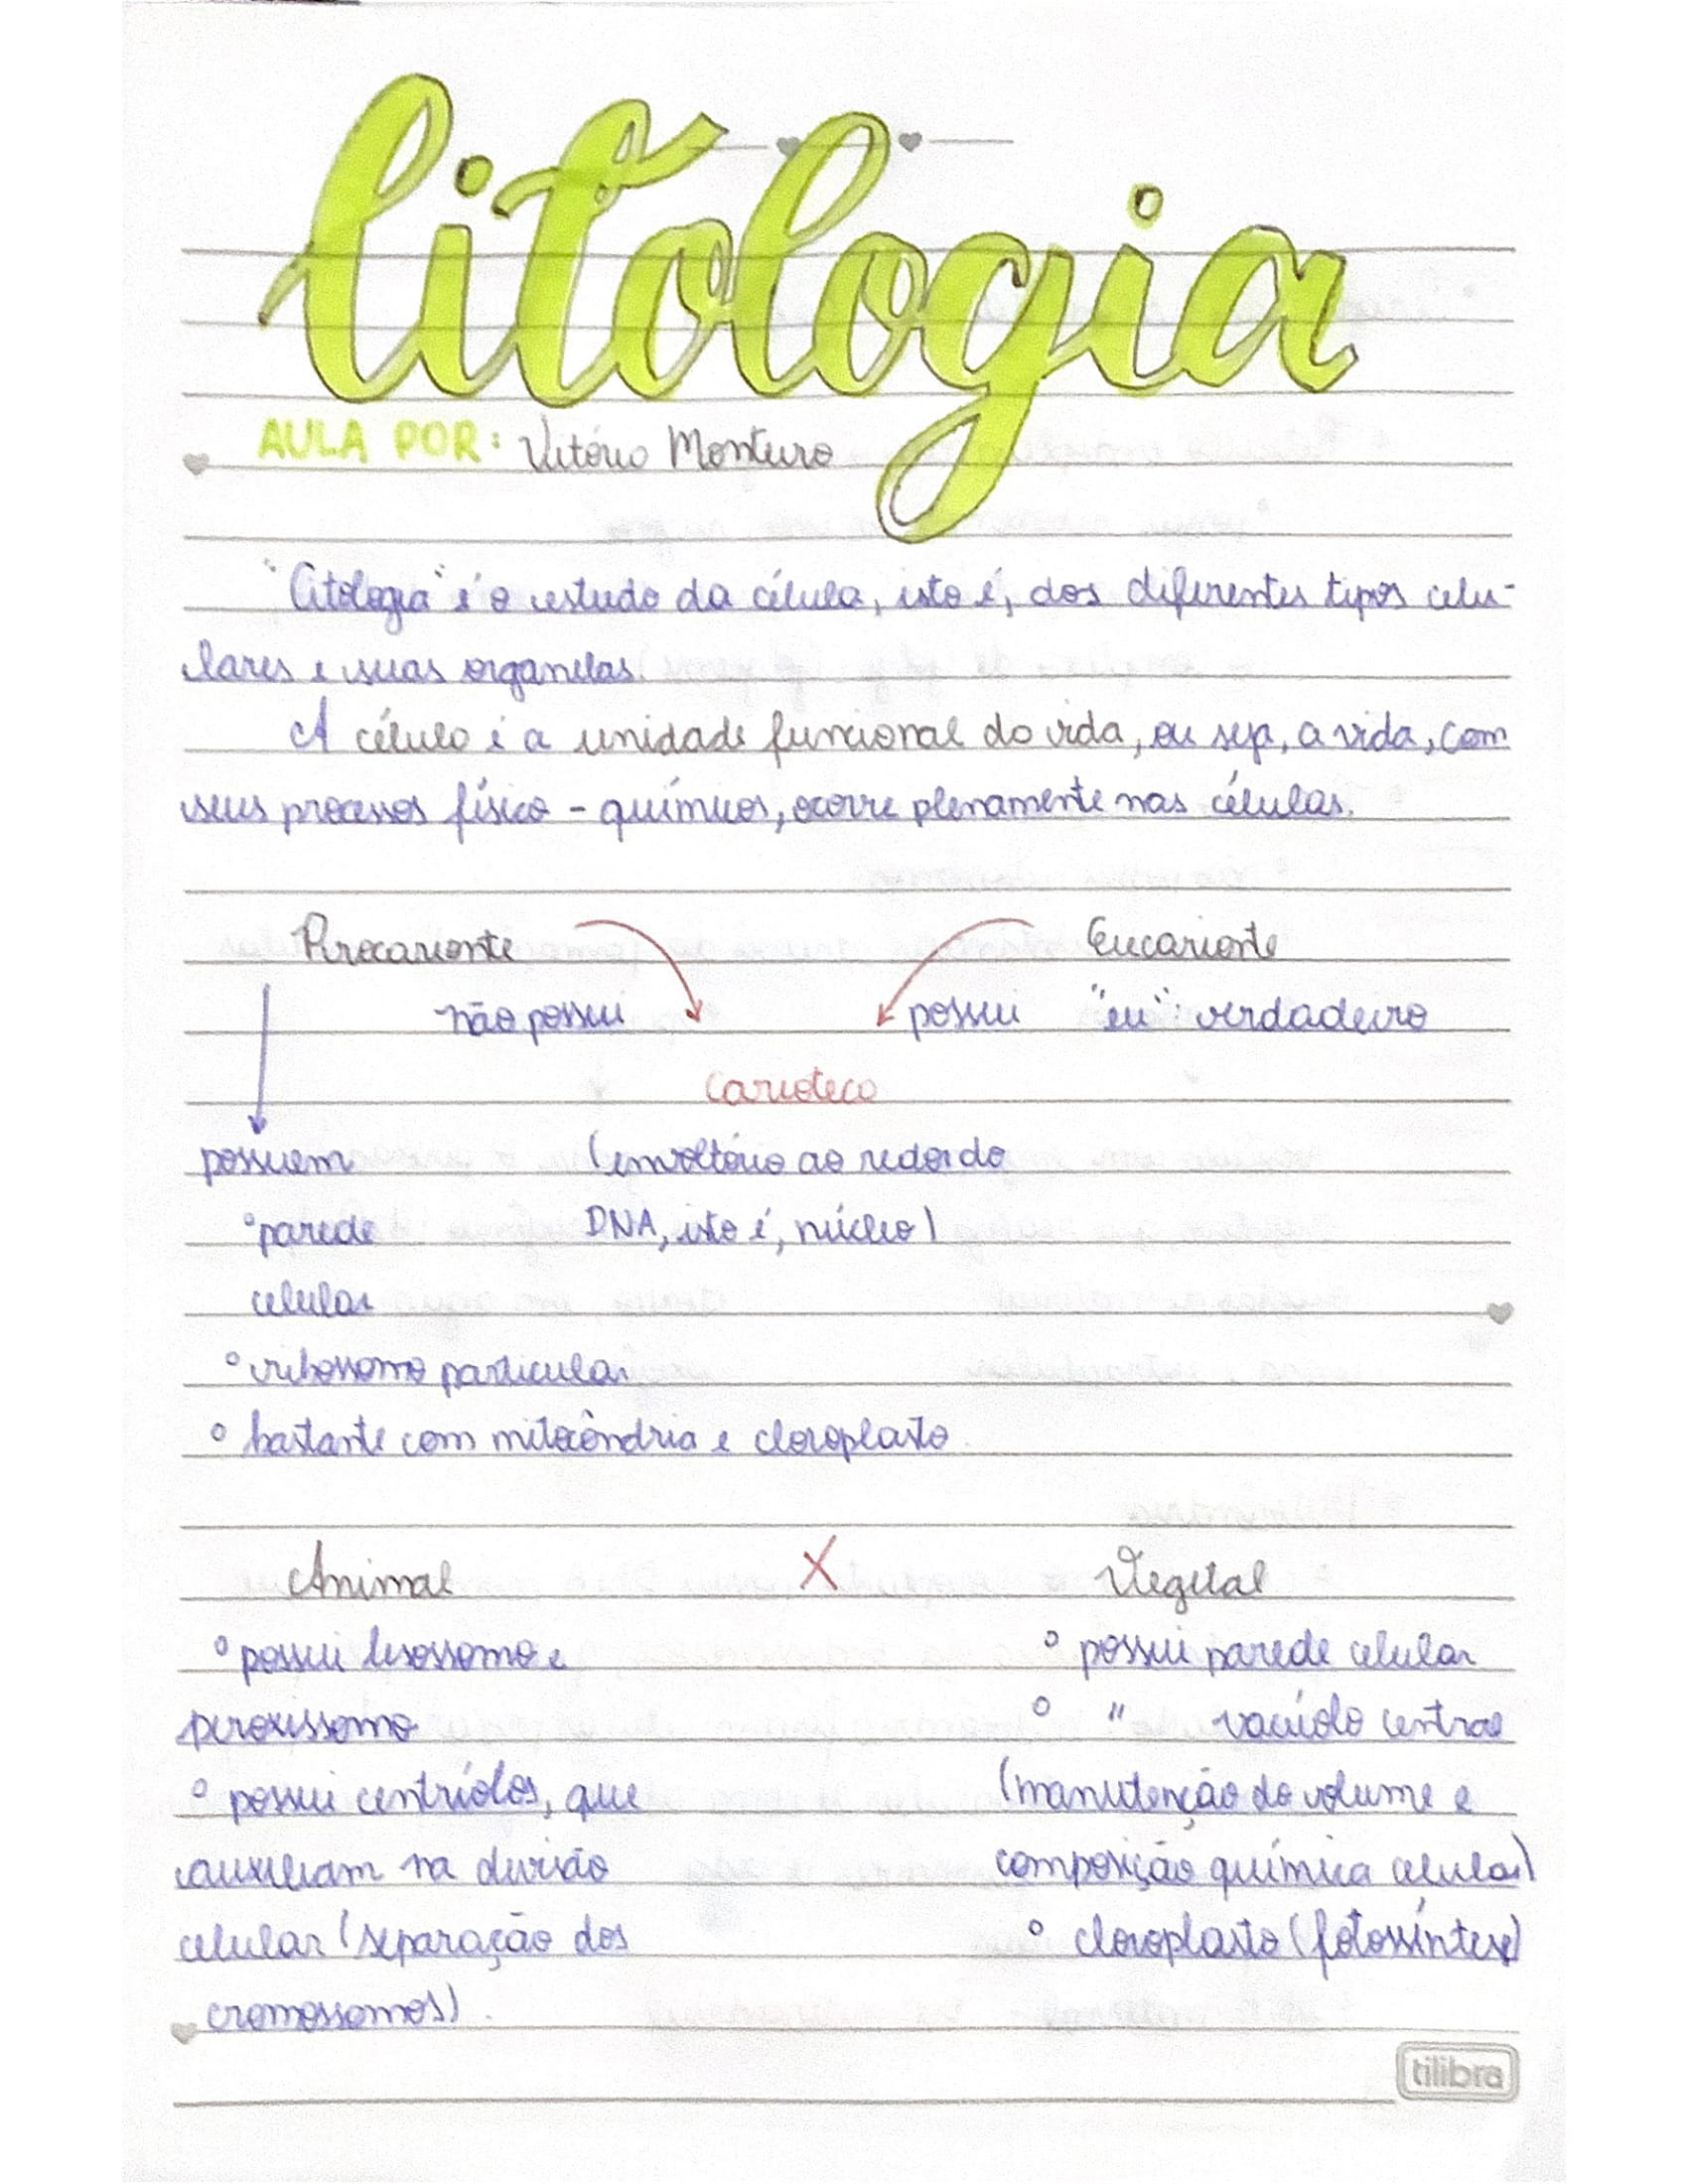 Citologia
AULA POR: Vitório Monturo
"Citologia" é o estudo da célula, isto é, dos diferentes tipos celu-
lares e suas organelas.
A célula é a unidade funcional da vida, ou seja, a vida, com
seus processos físico-químicos, ocorre plenamente nas células.
Procarionte Eucarionte
não possui possui "eu": verdadeiro
Carioteca
possuem (envoltório ao redor do
°parede DNA, isto é, núcleo)
celular
°ribossomo particular
° bastante com mitocôndria e cloroplasto
Animal X Vegetal
°possui lisossomo e ° possui parede celular
peroxissomo ° " vacúolo central
° possui centríolos, que (manutenção do volume e
auxiliam na divisão composição química celular)
celular (separação dos ° cloroplasto (fotossíntese)
cromossomos).
tilibra